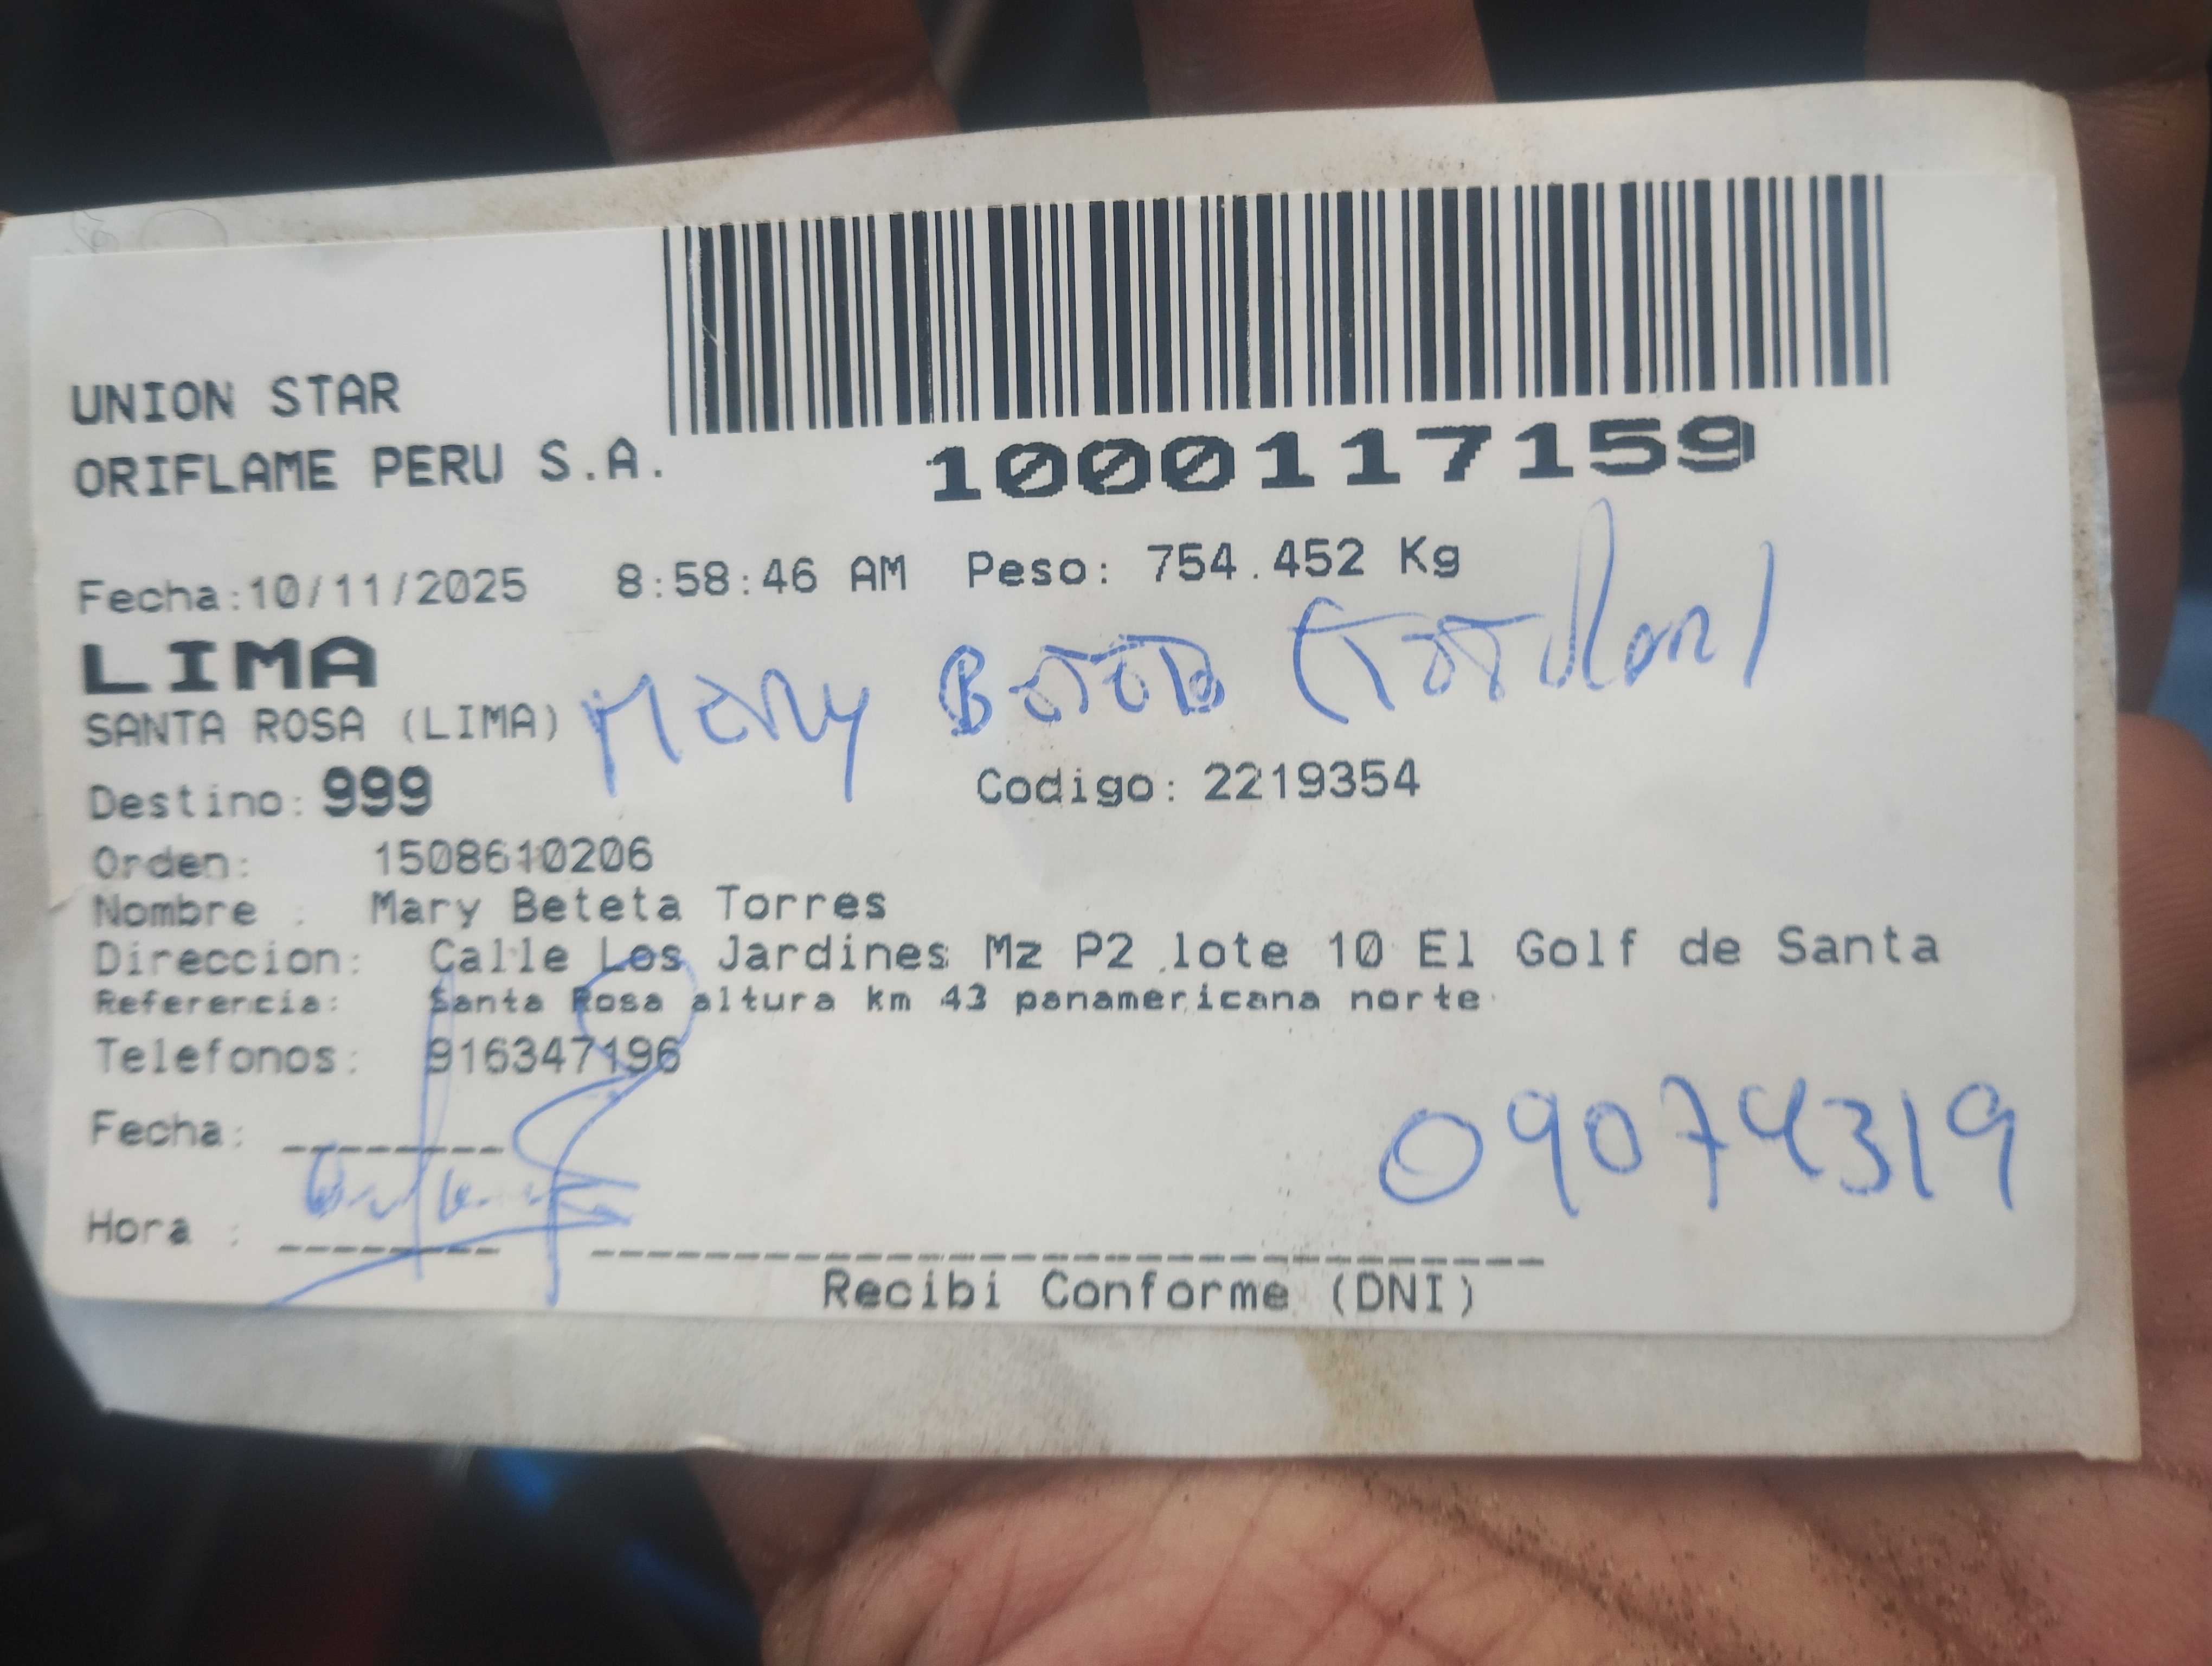 UNION STAR
ORIFLAME PERU S.A.
1000117159
Fecha:10/11/2025 8:58:46 AM Peso: 754.452 Kg
LIMA
SANTA ROSA (LIMA)
Mery Beteta (Titular)
Destino: 999 Codigo: 2219354
Orden: 1508610206
Nombre : Mary Beteta Torres
Direccion: Calle Los Jardines Mz P2 lote 10 El Golf de Santa
Referencia: Santa Rosa altura km 43 panamericana norte
Telefonos: 916347196
Fecha:
09074319
Hora :
Recibi Conforme (DNI)